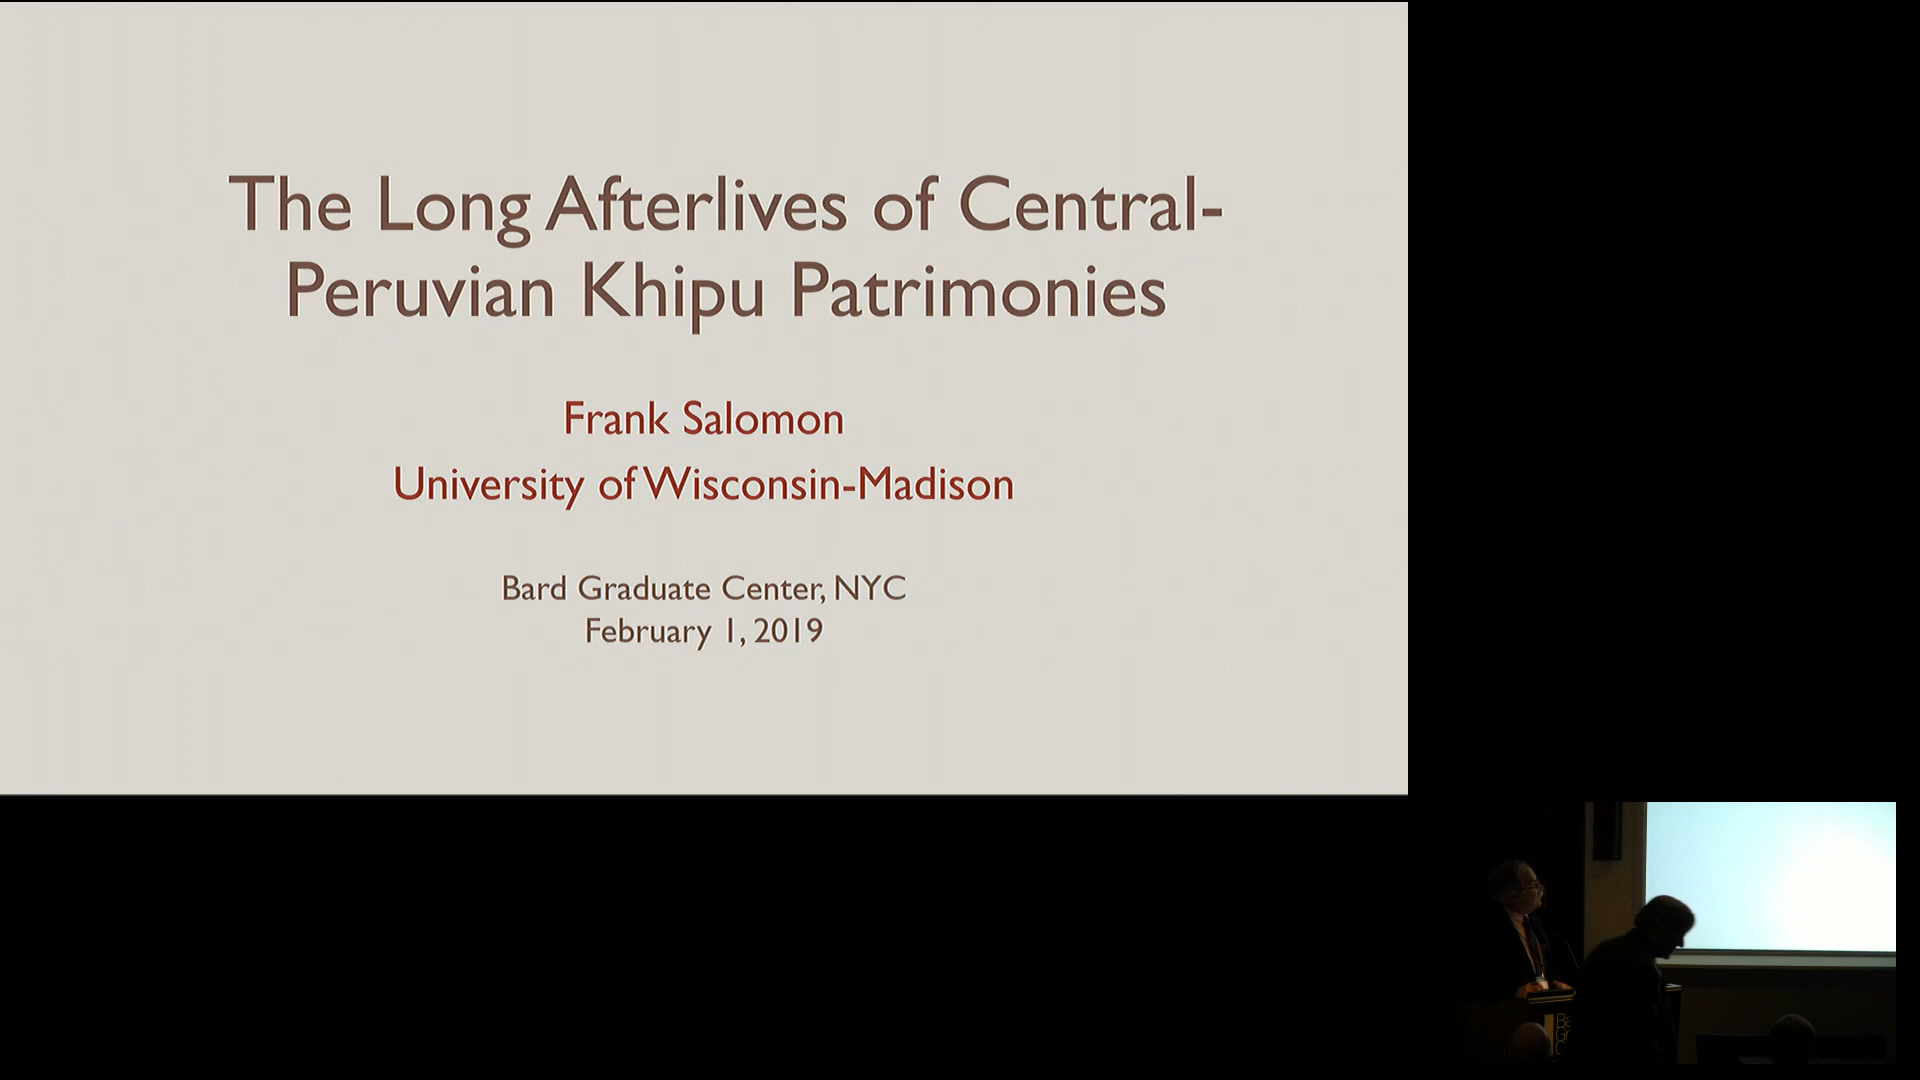 The Long Afterlives of Central-
Peruvian Khipu Patrimonies
Frank Salomon
University of Wisconsin-Madison
Bard Graduate Center, NYC
February 1, 2019